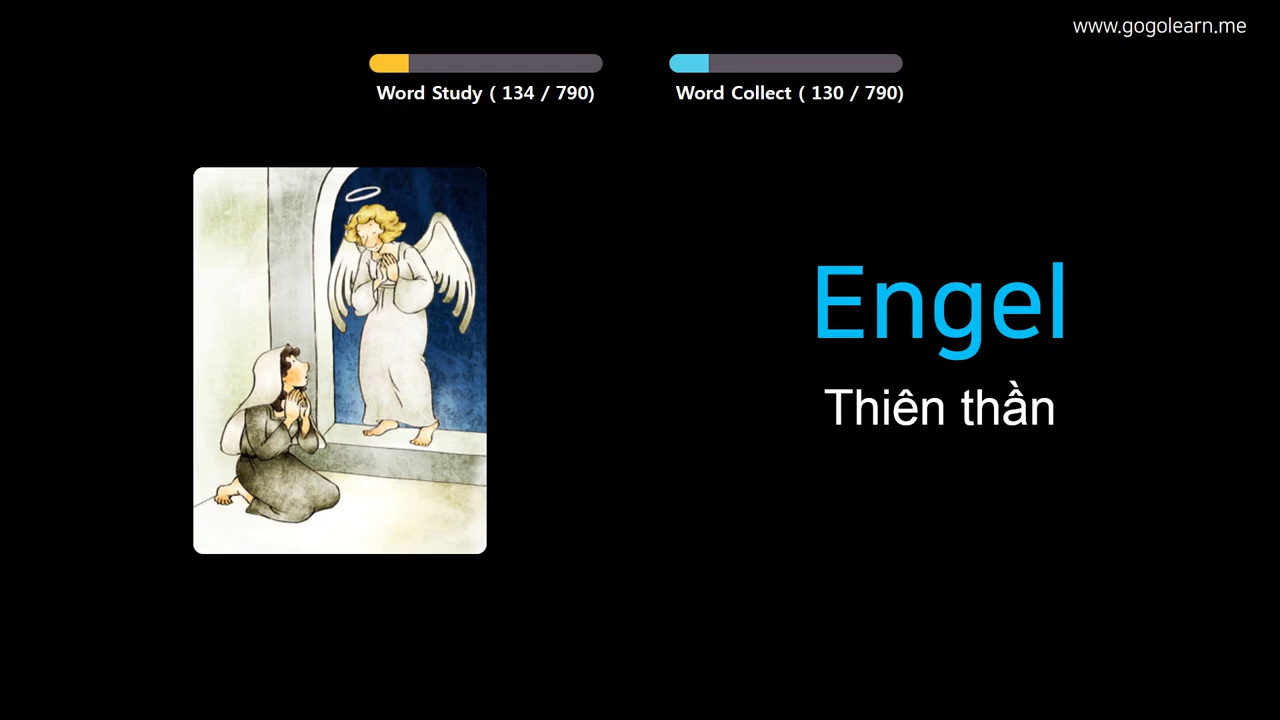 www.gogolearn.me
Word Study ( 134 / 790)
Word Collect ( 130 / 790)
Engel
Thiên thần